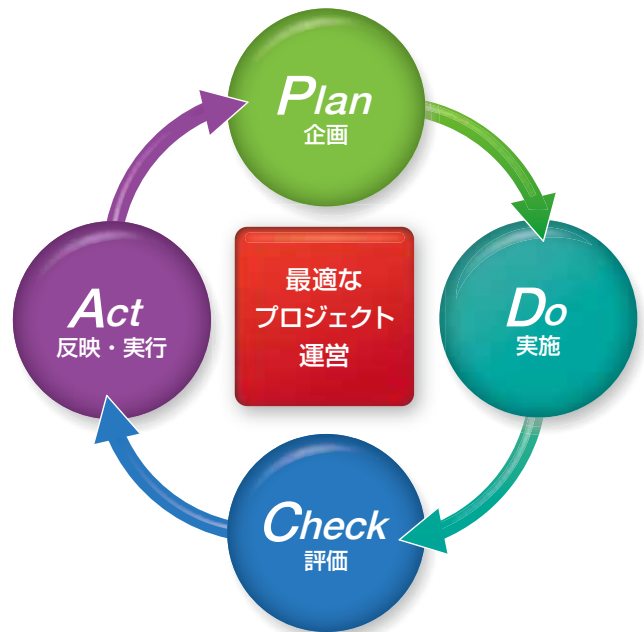 Plan
企画
Do
実施
Check
評価
Act
反映・実行
最適な
プロジェクト
運営